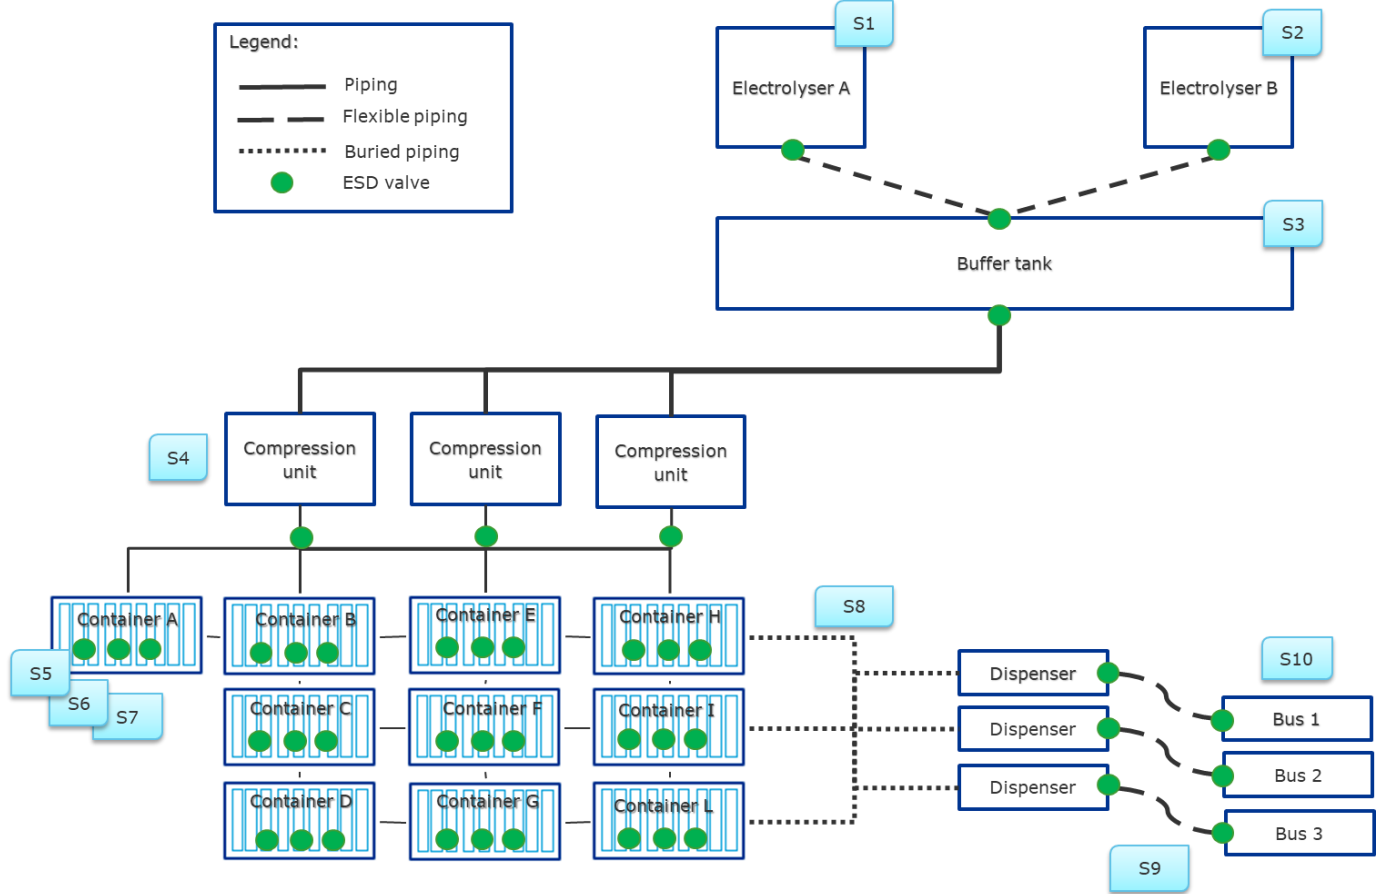 Legend:
Piping
Flexible piping
Buried piping
ESD valve
S1
Electrolyser A
S2
Electrolyser B
S3
Buffer tank
S4
Compression
unit
Compression
unit
Compression
unit
Container A
Container B
Container E
Container H
S5
S6
S7
Container C
Container F
Container I
Container D
Container G
Container L
S8
Dispenser
Dispenser
Dispenser
S9
S10
Bus 1
Bus 2
Bus 3